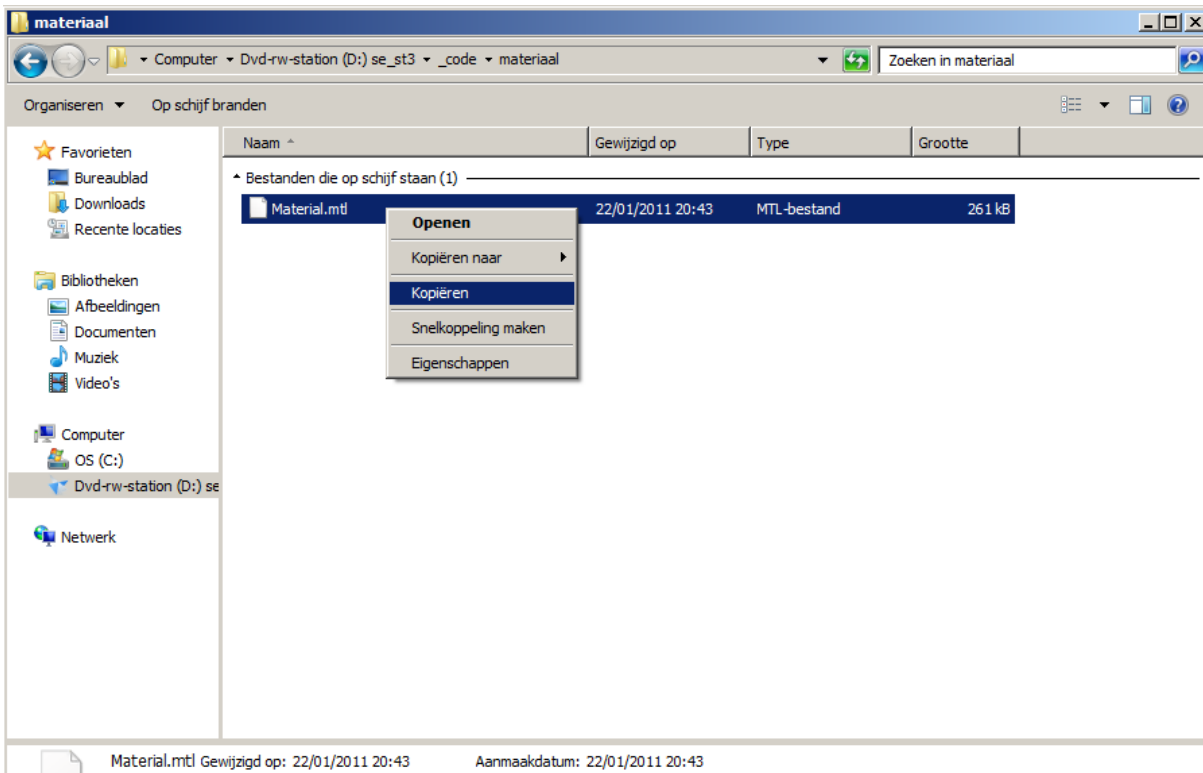 materiaal
Computer Dvd-rw-station (D:) se_st3 _code materiaal Zoeken in materiaal
Organiseren Op schijf branden
Favorieten
Bureaublad
Downloads
Recente locaties
Bibliotheken
Afbeeldingen
Documenten
Muziek
Video's
Computer
OS (C:)
Dvd-rw-station (D:) se
Netwerk
Naam Gewijzigd op Type Grootte
Bestanden die op schijf staan (1)
Material.mtl 22/01/2011 20:43 MTL-bestand 261 kB
Openen
Kopiëren naar
Kopiëren
Snelkoppeling maken
Eigenschappen
Material.mtl Gewijzigd op: 22/01/2011 20:43 Aanmaakdatum: 22/01/2011 20:43